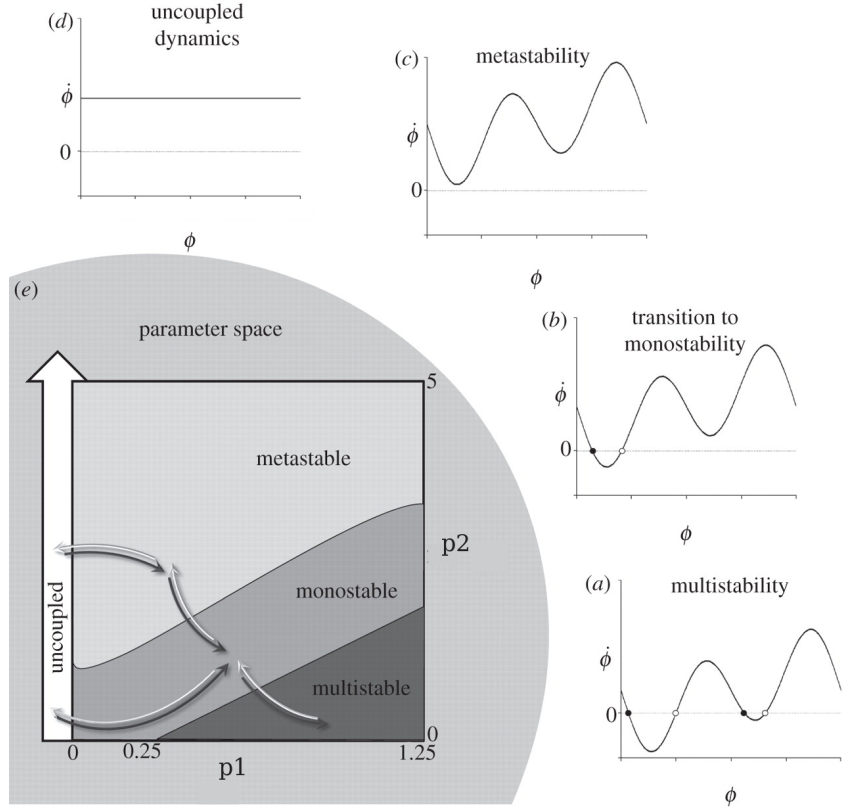 (d)
uncoupled
dynamics
ϕ̇
0
ϕ
(c)
metastability
ϕ̇
0
ϕ
(e)
parameter space
(b)
transition to
monostability
ϕ̇
0
ϕ
5
metastable
p2
monostable
uncoupled
multistable
0
0
0.25
1.25
p1
(a)
multistability
ϕ̇
0
ϕ